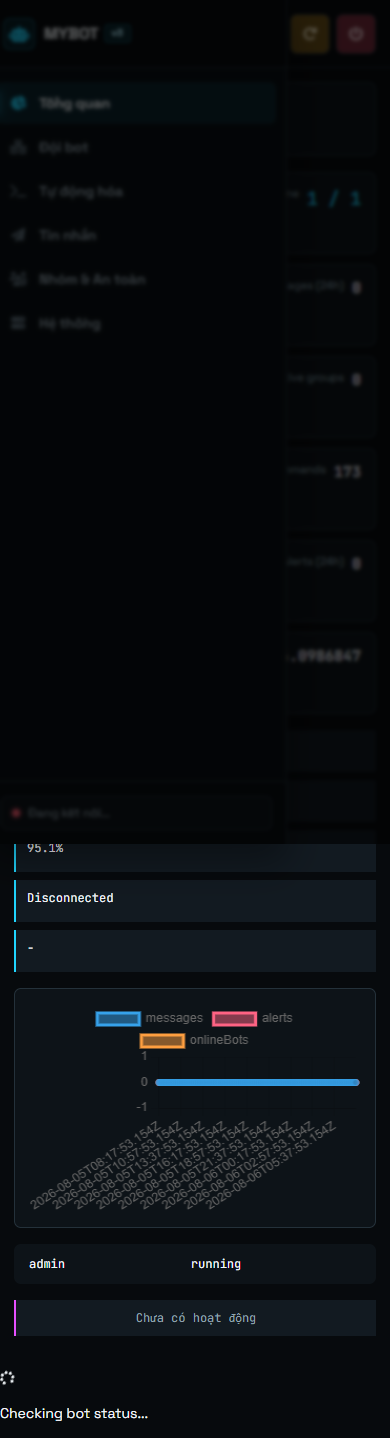 MYBOT v8
Tổng quan
Đội bot
Tự động hóa
Tin nhắn
Nhóm & An toàn
Hệ thống
1 / 1
0
0
173
0
.0986847
Đang kết nối...
95.1%
Disconnected
-
messages
alerts
onlineBots
1
0
-1
2026-08-05T08:17:53.154Z
2026-08-05T10:57:53.154Z
2026-08-05T13:37:53.154Z
2026-08-05T16:17:53.154Z
2026-08-05T18:57:53.154Z
2026-08-05T21:37:53.154Z
2026-08-06T00:17:53.154Z
2026-08-06T02:57:53.154Z
2026-08-06T05:37:53.154Z
admin running
Chưa có hoạt động
Checking bot status...